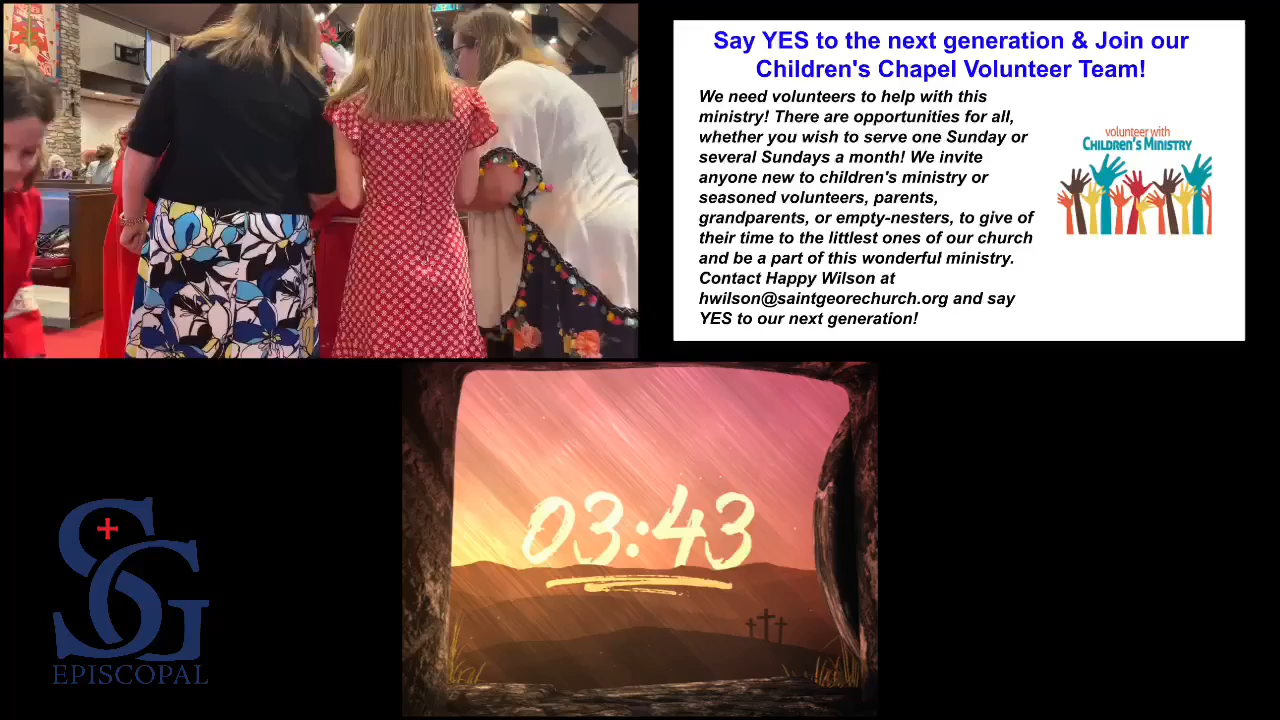 Say YES to the next generation & Join our
Children's Chapel Volunteer Team!
We need volunteers to help with this
ministry! There are opportunities for all,
whether you wish to serve one Sunday or
several Sundays a month! We invite
anyone new to children's ministry or
seasoned volunteers, parents,
grandparents, or empty-nesters, to give of
their time to the littlest ones of our church
and be a part of this wonderful ministry.
Contact Happy Wilson at
hwilson@saintgeorechurch.org and say
YES to our next generation!
volunteer with
CHILDREN'S MINISTRY
03:43
SG
EPISCOPAL